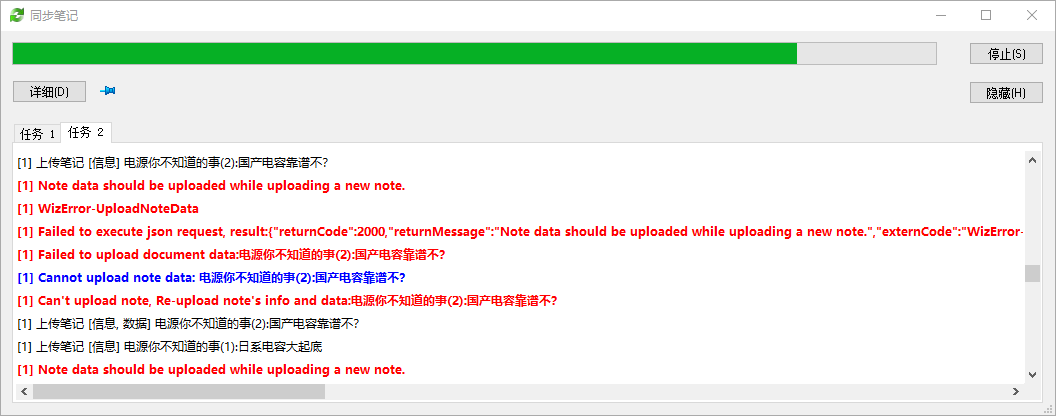 同步笔记
停止(S)
详细(D)
隐藏(H)
任务 1
任务 2
[1] 上传笔记 [信息] 电源你不知道的事(2):国产电容靠谱不?
[1] Note data should be uploaded while uploading a new note.
[1] WizError-UploadNoteData
[1] Failed to execute json request, result:{"returnCode":2000,"returnMessage":"Note data should be uploaded while uploading a new note.","externCode":"WizError-
[1] Failed to upload document data:电源你不知道的事(2):国产电容靠谱不?
[1] Cannot upload note data: 电源你不知道的事(2):国产电容靠谱不?
[1] Can't upload note, Re-upload note's info and data:电源你不知道的事(2):国产电容靠谱不?
[1] 上传笔记 [信息, 数据] 电源你不知道的事(2):国产电容靠谱不?
[1] 上传笔记 [信息] 电源你不知道的事(1):日系电容大起底
[1] Note data should be uploaded while uploading a new note.